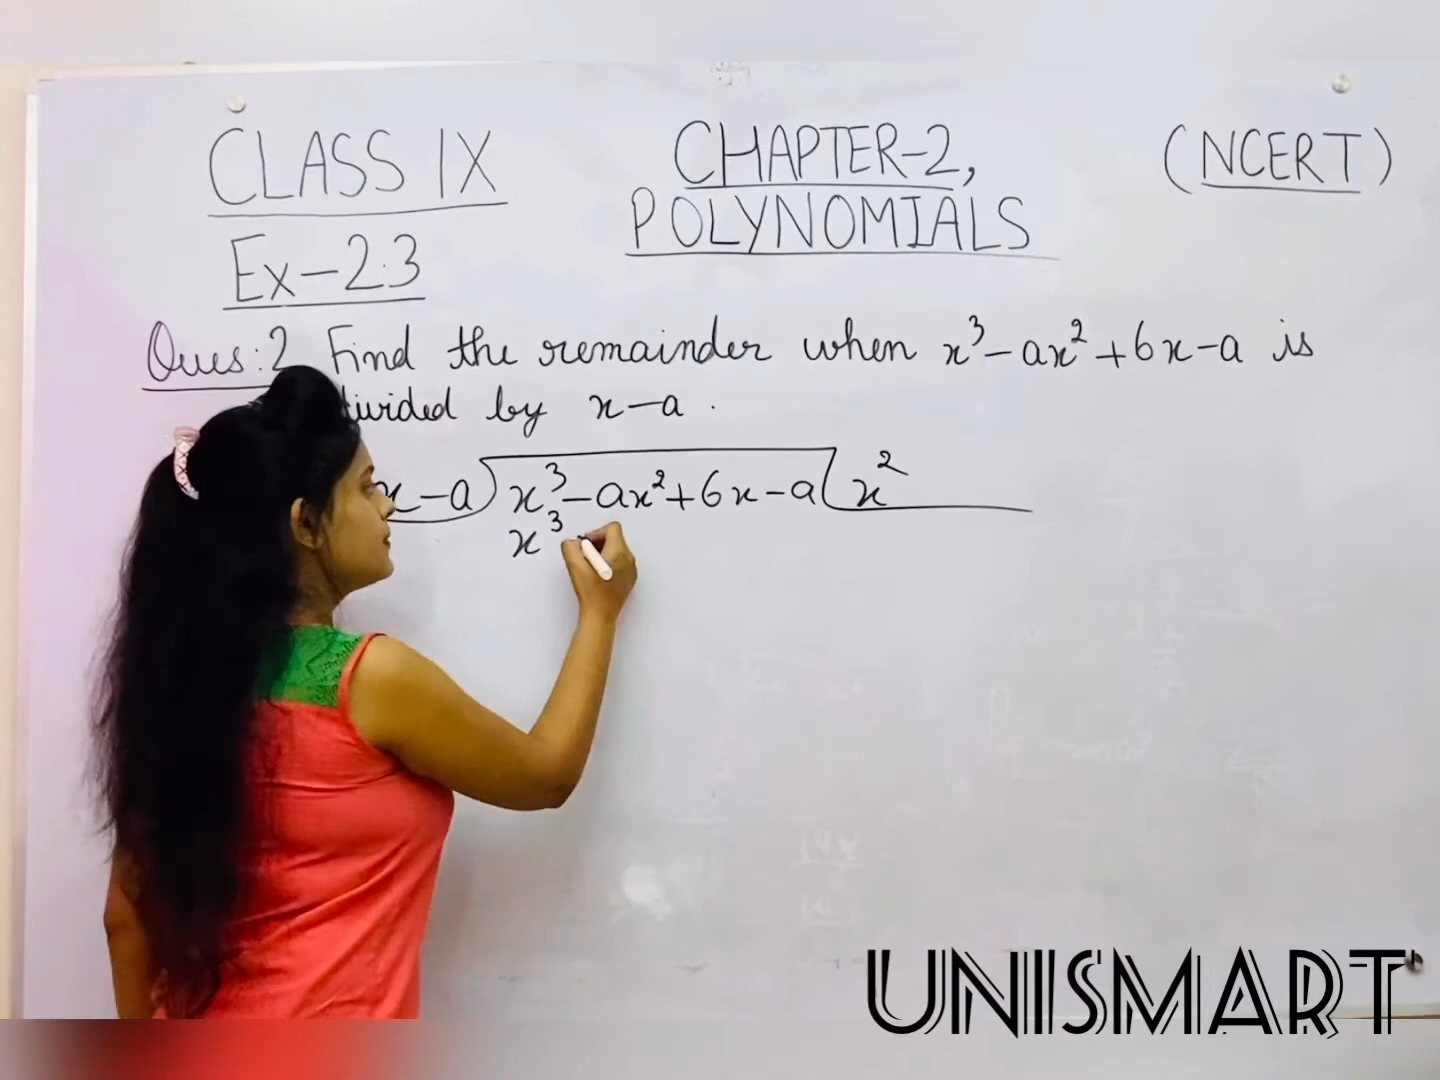 CLASS IX CHAPTER-2, (NCERT)
POLYNOMIALS
Ex-2.3
Ques:2 Find the remainder when x³-ax²+6x-a is
divided by x-a.
x-a) x³-ax²+6x-a ( x²
x³ -
UNISMART